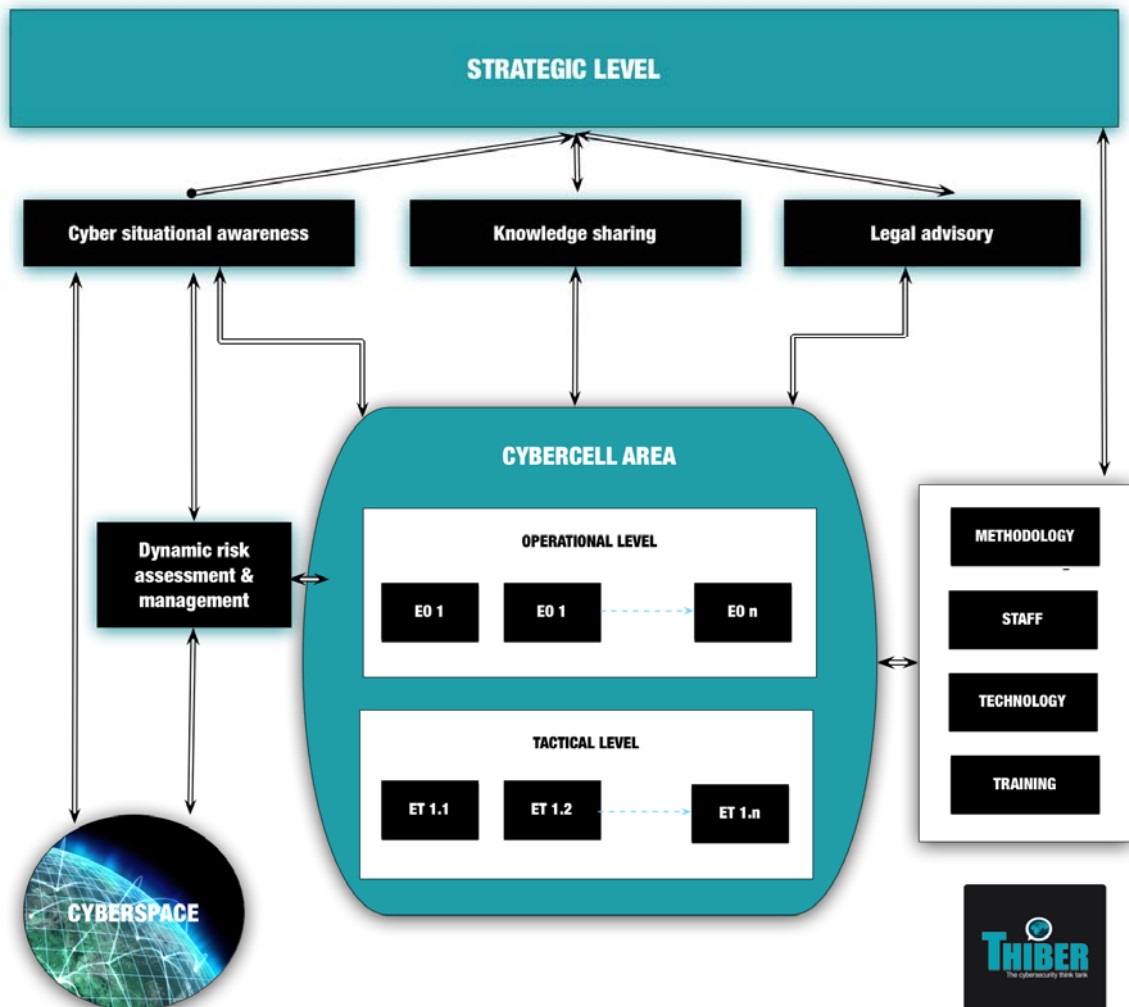 STRATEGIC LEVEL
Cyber situational awareness
Knowledge sharing
Legal advisory
CYBERCELL AREA
OPERATIONAL LEVEL
EO 1
EO 1
EO n
TACTICAL LEVEL
ET 1.1
ET 1.2
ET 1.n
Dynamic risk
assessment &
management
METHODOLOGY
STAFF
TECHNOLOGY
TRAINING
CYBERSPACE
THIBER
The cybersecurity think tank